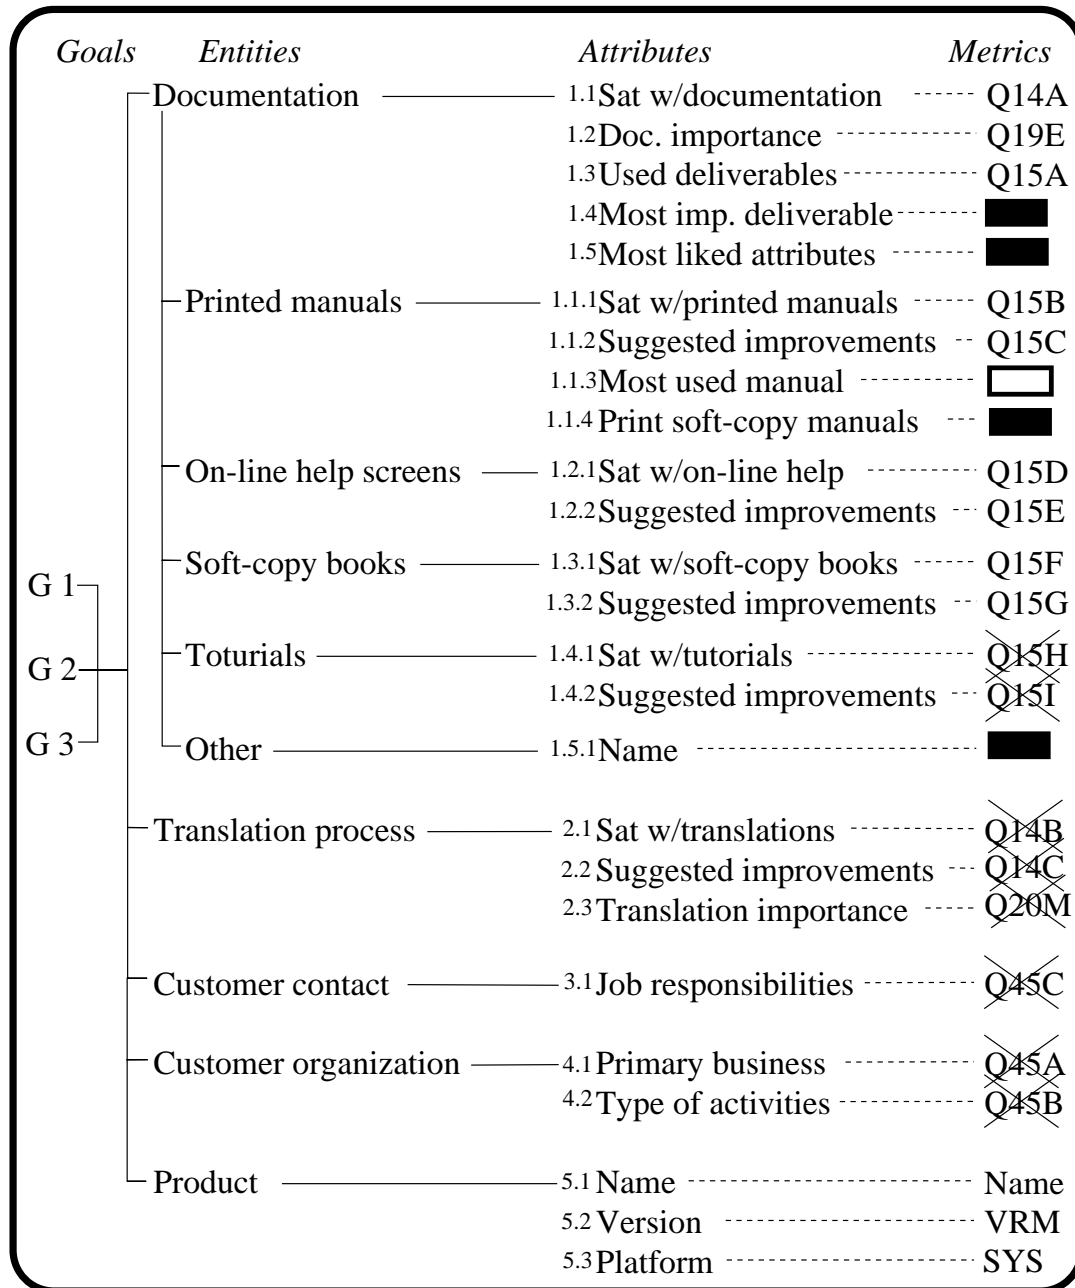 Goals Entities Attributes Metrics
Documentation 1.1 Sat w/documentation Q14A
1.2 Doc. importance Q19E
1.3 Used deliverables Q15A
1.4 Most imp. deliverable
1.5 Most liked attributes
Printed manuals 1.1.1 Sat w/printed manuals Q15B
1.1.2 Suggested improvements Q15C
1.1.3 Most used manual
1.1.4 Print soft-copy manuals
On-line help screens 1.2.1 Sat w/on-line help Q15D
1.2.2 Suggested improvements Q15E
Soft-copy books 1.3.1 Sat w/soft-copy books Q15F
G 1
1.3.2 Suggested improvements Q15G
Toturials 1.4.1 Sat w/tutorials Q15H
G 2
1.4.2 Suggested improvements Q15I
G 3
Other 1.5.1 Name
Translation process 2.1 Sat w/translations Q14B
2.2 Suggested improvements Q14C
2.3 Translation importance Q20M
Customer contact 3.1 Job responsibilities Q45C
Customer organization 4.1 Primary business Q45A
4.2 Type of activities Q45B
Product 5.1 Name Name
5.2 Version VRM
5.3 Platform SYS